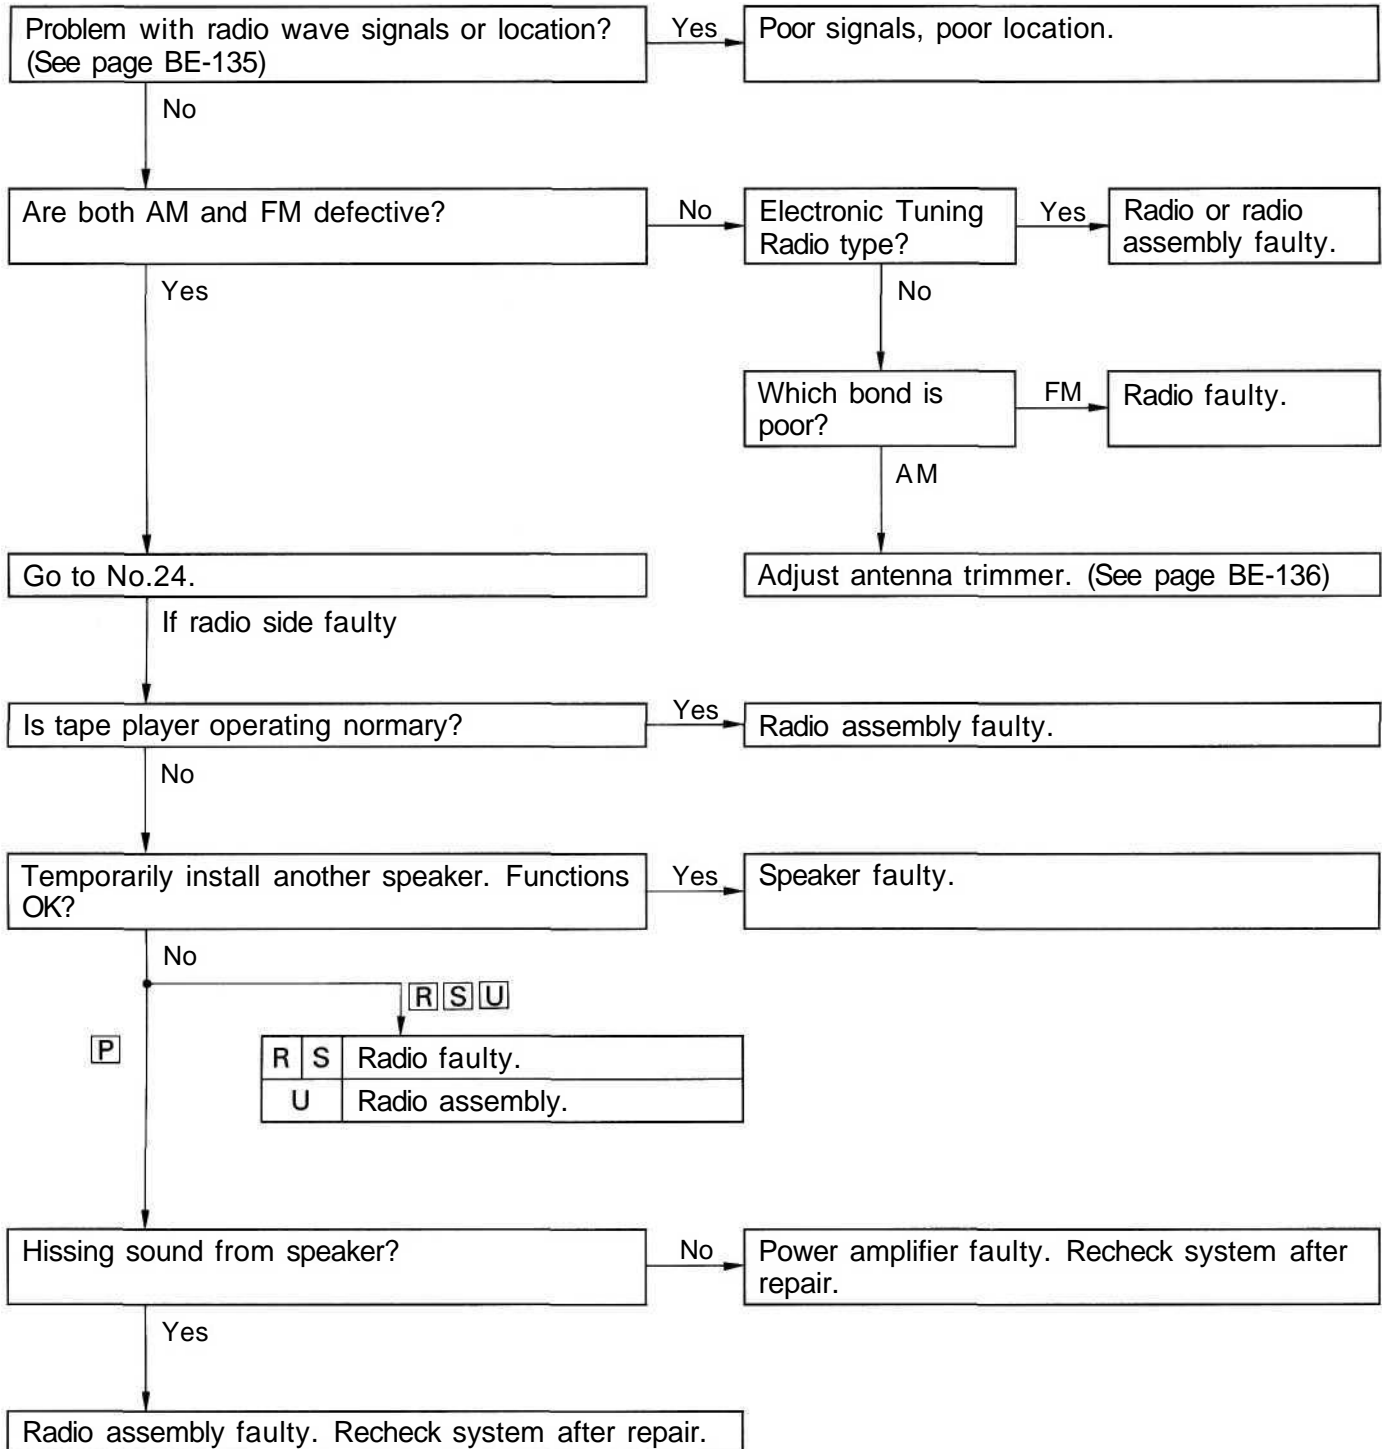 Problem with radio wave signals or location?
(See page BE-135)
Yes
Poor signals, poor location.
No
Are both AM and FM defective?
No
Electronic Tuning
Radio type?
Yes
Radio or radio
assembly faulty.
Yes
No
Which bond is
poor?
FM
Radio faulty.
AM
Go to No.24.
Adjust antenna trimmer. (See page BE-136)
If radio side faulty
Is tape player operating normary?
Yes
Radio assembly faulty.
No
Temporarily install another speaker. Functions
OK?
Yes
Speaker faulty.
No
R S U
P
R S Radio faulty.
U Radio assembly.
Hissing sound from speaker?
No
Power amplifier faulty. Recheck system after
repair.
Yes
Radio assembly faulty. Recheck system after repair.